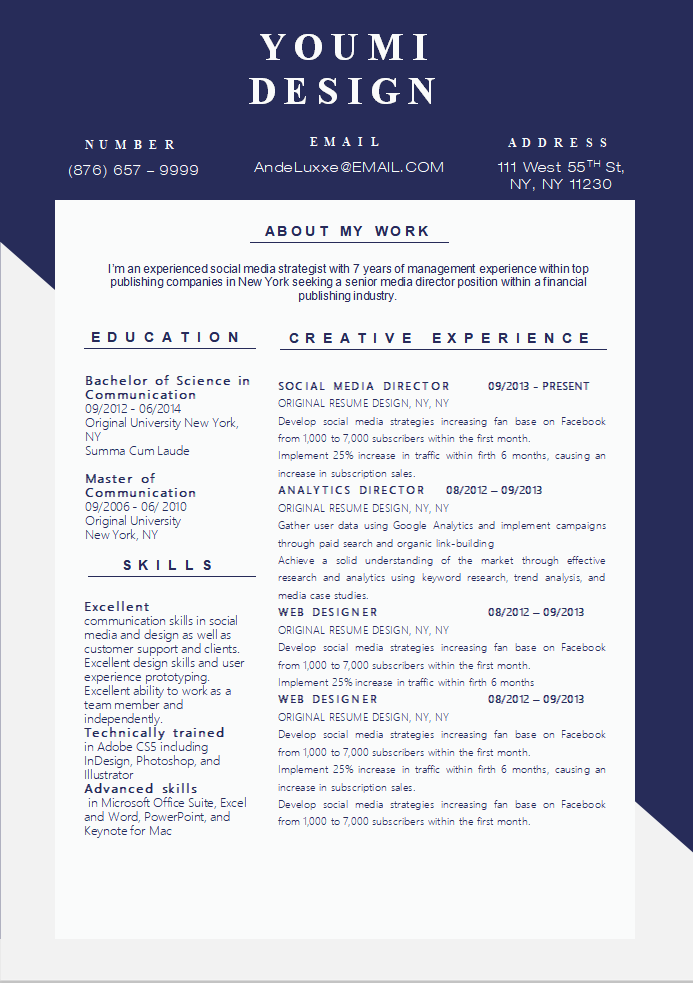 YOUMI
DESIGN
NUMBER
(876) 657 – 9999
EMAIL
AndeLuxxe@EMAIL.COM
ADDRESS
111 West 55TH St,
NY, NY 11230
ABOUT MY WORK
I'm an experienced social media strategist with 7 years of management experience within top
publishing companies in New York seeking a senior media director position within a financial
publishing industry.
EDUCATION
Bachelor of Science in
Communication
09/2012 - 06/2014
Original University New York,
NY
Summa Cum Laude
Master of
Communication
09/2006 - 06/ 2010
Original University
New York, NY
SKILLS
Excellent
communication skills in social
media and design as well as
customer support and clients.
Excellent design skills and user
experience prototyping.
Excellent ability to work as a
team member and
independently.
Technically trained
in Adobe CS5 including
InDesign, Photoshop, and
Illustrator
Advanced skills
in Microsoft Office Suite, Excel
and Word, PowerPoint, and
Keynote for Mac
CREATIVE EXPERIENCE
SOCIAL MEDIA DIRECTOR 09/2013 - PRESENT
ORIGINAL RESUME DESIGN, NY, NY
Develop social media strategies increasing fan base on Facebook
from 1,000 to 7,000 subscribers within the first month.
Implement 25% increase in traffic within firth 6 months, causing an
increase in subscription sales.
ANALYTICS DIRECTOR 08/2012 – 09/2013
ORIGINAL RESUME DESIGN, NY, NY
Gather user data using Google Analytics and implement campaigns
through paid search and organic link-building
Achieve a solid understanding of the market through effective
research and analytics using keyword research, trend analysis, and
media case studies.
WEB DESIGNER 08/2012 – 09/2013
ORIGINAL RESUME DESIGN, NY, NY
Develop social media strategies increasing fan base on Facebook
from 1,000 to 7,000 subscribers within the first month.
Implement 25% increase in traffic within firth 6 months
WEB DESIGNER 08/2012 – 09/2013
ORIGINAL RESUME DESIGN, NY, NY
Develop social media strategies increasing fan base on Facebook
from 1,000 to 7,000 subscribers within the first month.
Implement 25% increase in traffic within firth 6 months, causing an
increase in subscription sales.
Develop social media strategies increasing fan base on Facebook
from 1,000 to 7,000 subscribers within the first month.